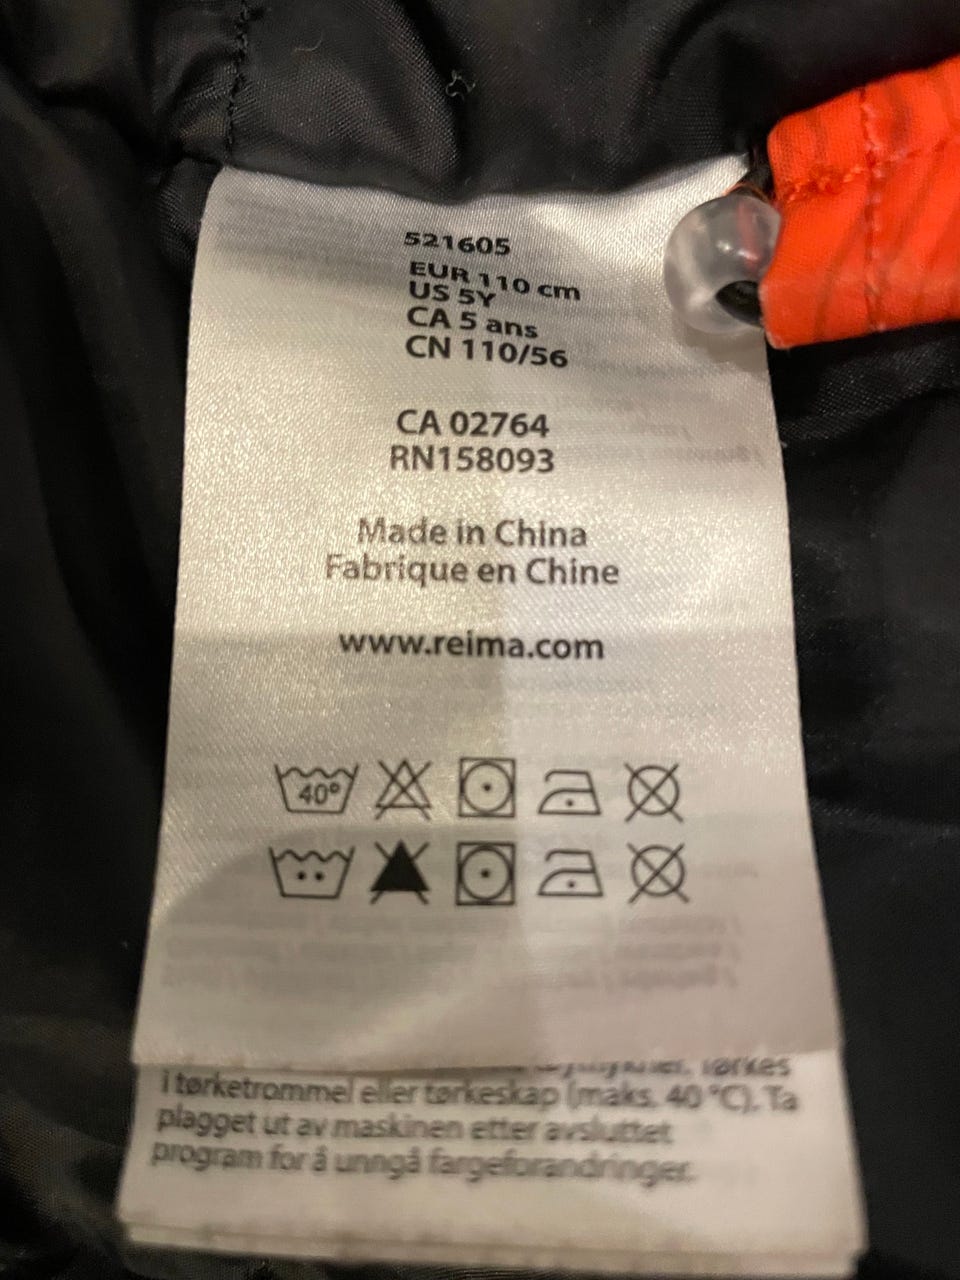 521605
EUR 110 cm
US 5Y
CA 5 ans
CN 110/56
CA 02764
RN158093
Made in China
Fabrique en Chine
www.reima.com
40°
Tørkes
i tørketrommel eller tørkeskap (maks. 40 °C). Ta
plagget ut av maskinen etter avsluttet
program for å unngå fargeforandringer.